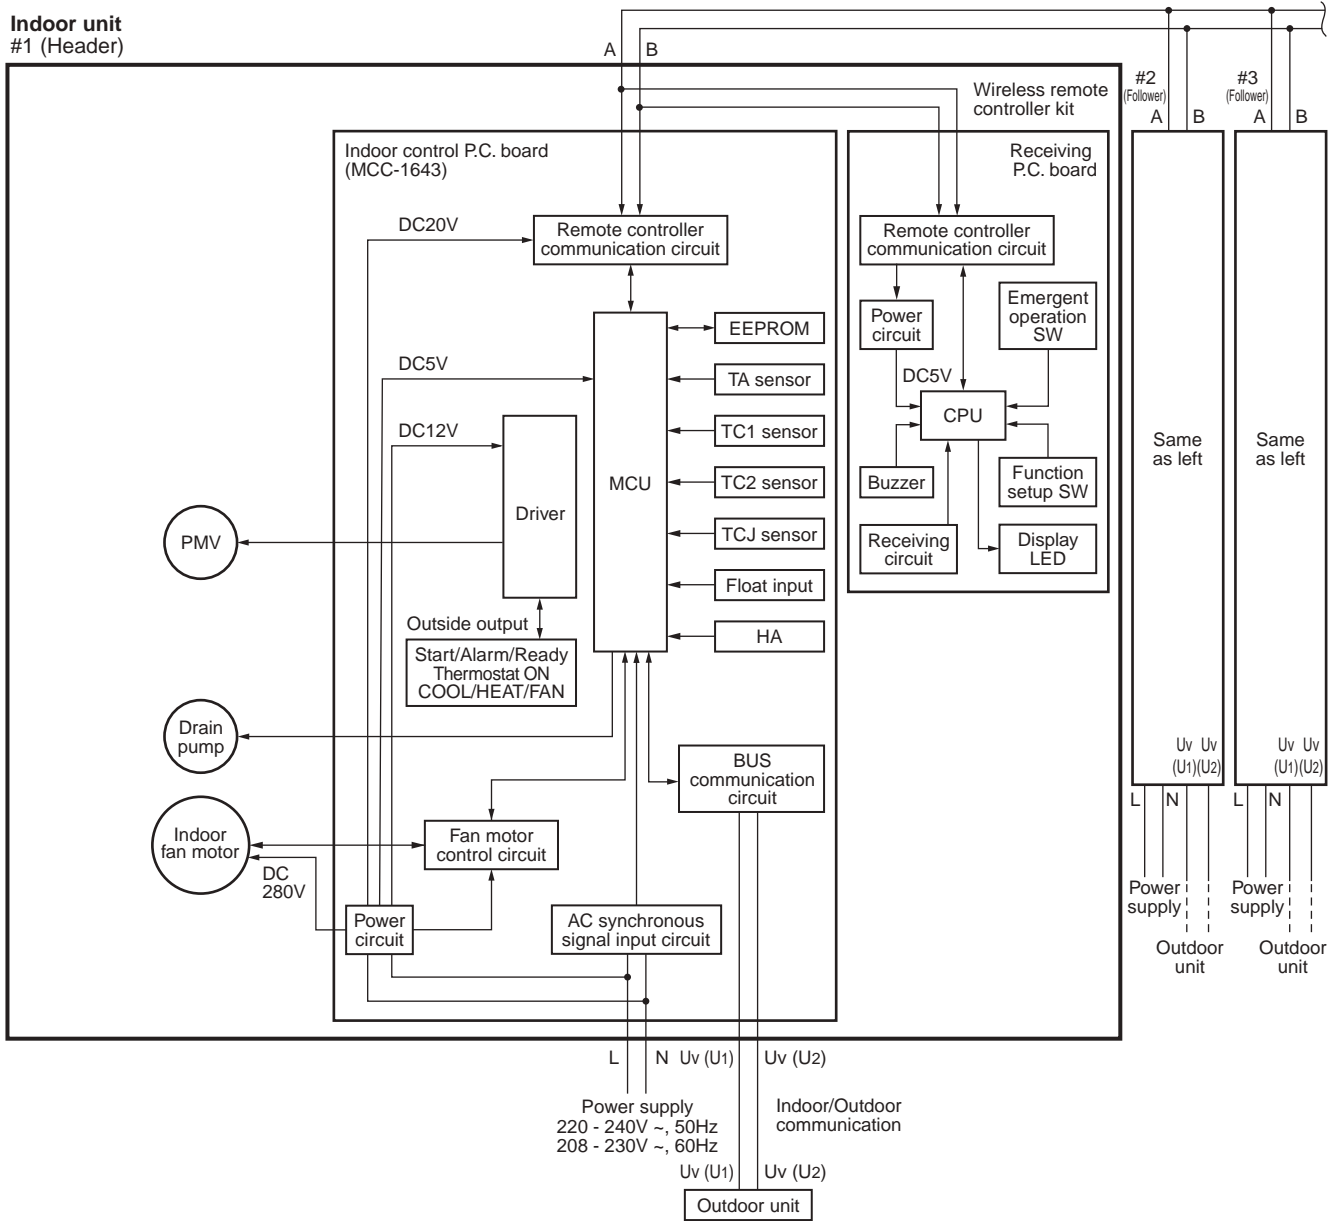 Indoor unit
#1 (Header)
A B
Wireless remote
controller kit
#2
(Follower)
A B
#3
(Follower)
A B
Indoor control P.C. board
(MCC-1643)
Receiving
P.C. board
DC20V
Remote controller
communication circuit
Remote controller
communication circuit
EEPROM
Power
circuit
Emergent
operation
SW
DC5V
TA sensor
DC5V
CPU
DC12V
TC1 sensor
MCU
TC2 sensor
Buzzer
Function
setup SW
Driver
PMV
TCJ sensor
Receiving
circuit
Display
LED
Same
as left
Same
as left
Float input
Outside output
HA
Start/Alarm/Ready
Thermostat ON
COOL/HEAT/FAN
Drain
pump
BUS
communication
circuit
Uv Uv
(U1)(U2)
Uv Uv
(U1)(U2)
L N
L N
Indoor
fan motor
Fan motor
control circuit
DC
280V
Power
circuit
AC synchronous
signal input circuit
Power
supply
Power
supply
Outdoor
unit
Outdoor
unit
L N Uv (U1) Uv (U2)
Power supply
220 - 240V ~, 50Hz
208 - 230V ~, 60Hz
Indoor/Outdoor
communication
Uv (U1) Uv (U2)
Outdoor unit